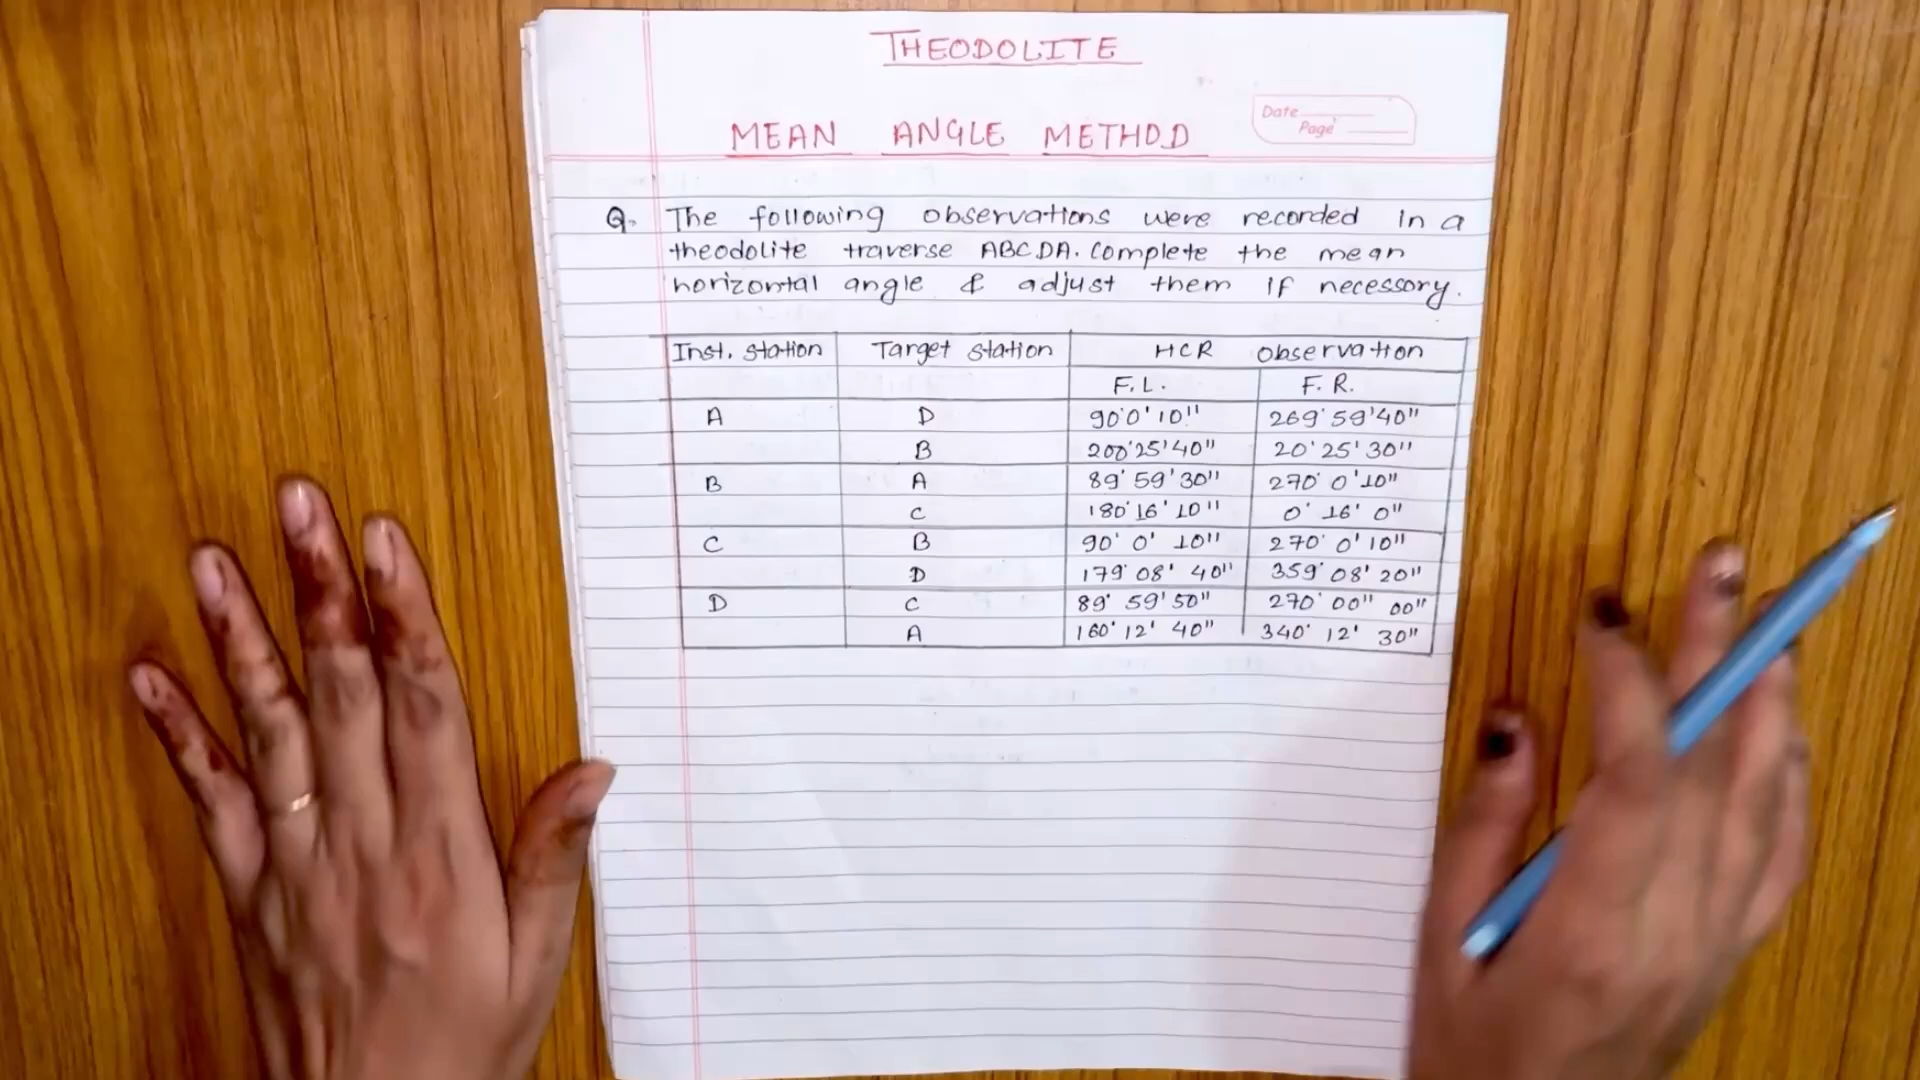 THEODOLITE
Date
Page
MEAN ANGLE METHOD
Q. The following observations were recorded in a
theodolite traverse ABCDA. Complete the mean
horizontal angle & adjust them if necessory.
Inst. station Target station HCR observation
F.L. F.R.
A D 90°0'10" 269°59'40"
B 200°25'40" 20°25'30"
B A 89°59'30" 270°0'10"
C 180°16'10" 0°16'0"
C B 90°0'10" 270°0'10"
D 179°08'40" 359°08'20"
D C 89°59'50" 270°00"00"
A 160°12'40" 340°12'30"